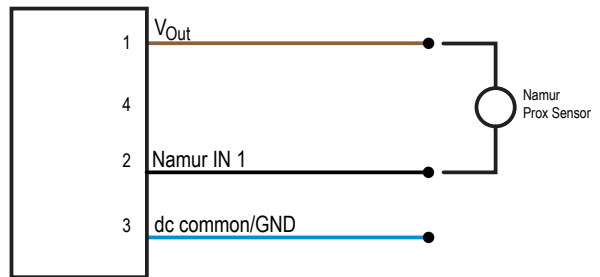 1 VOut
4
Namur
Prox Sensor
2 Namur IN 1
3 dc common/GND